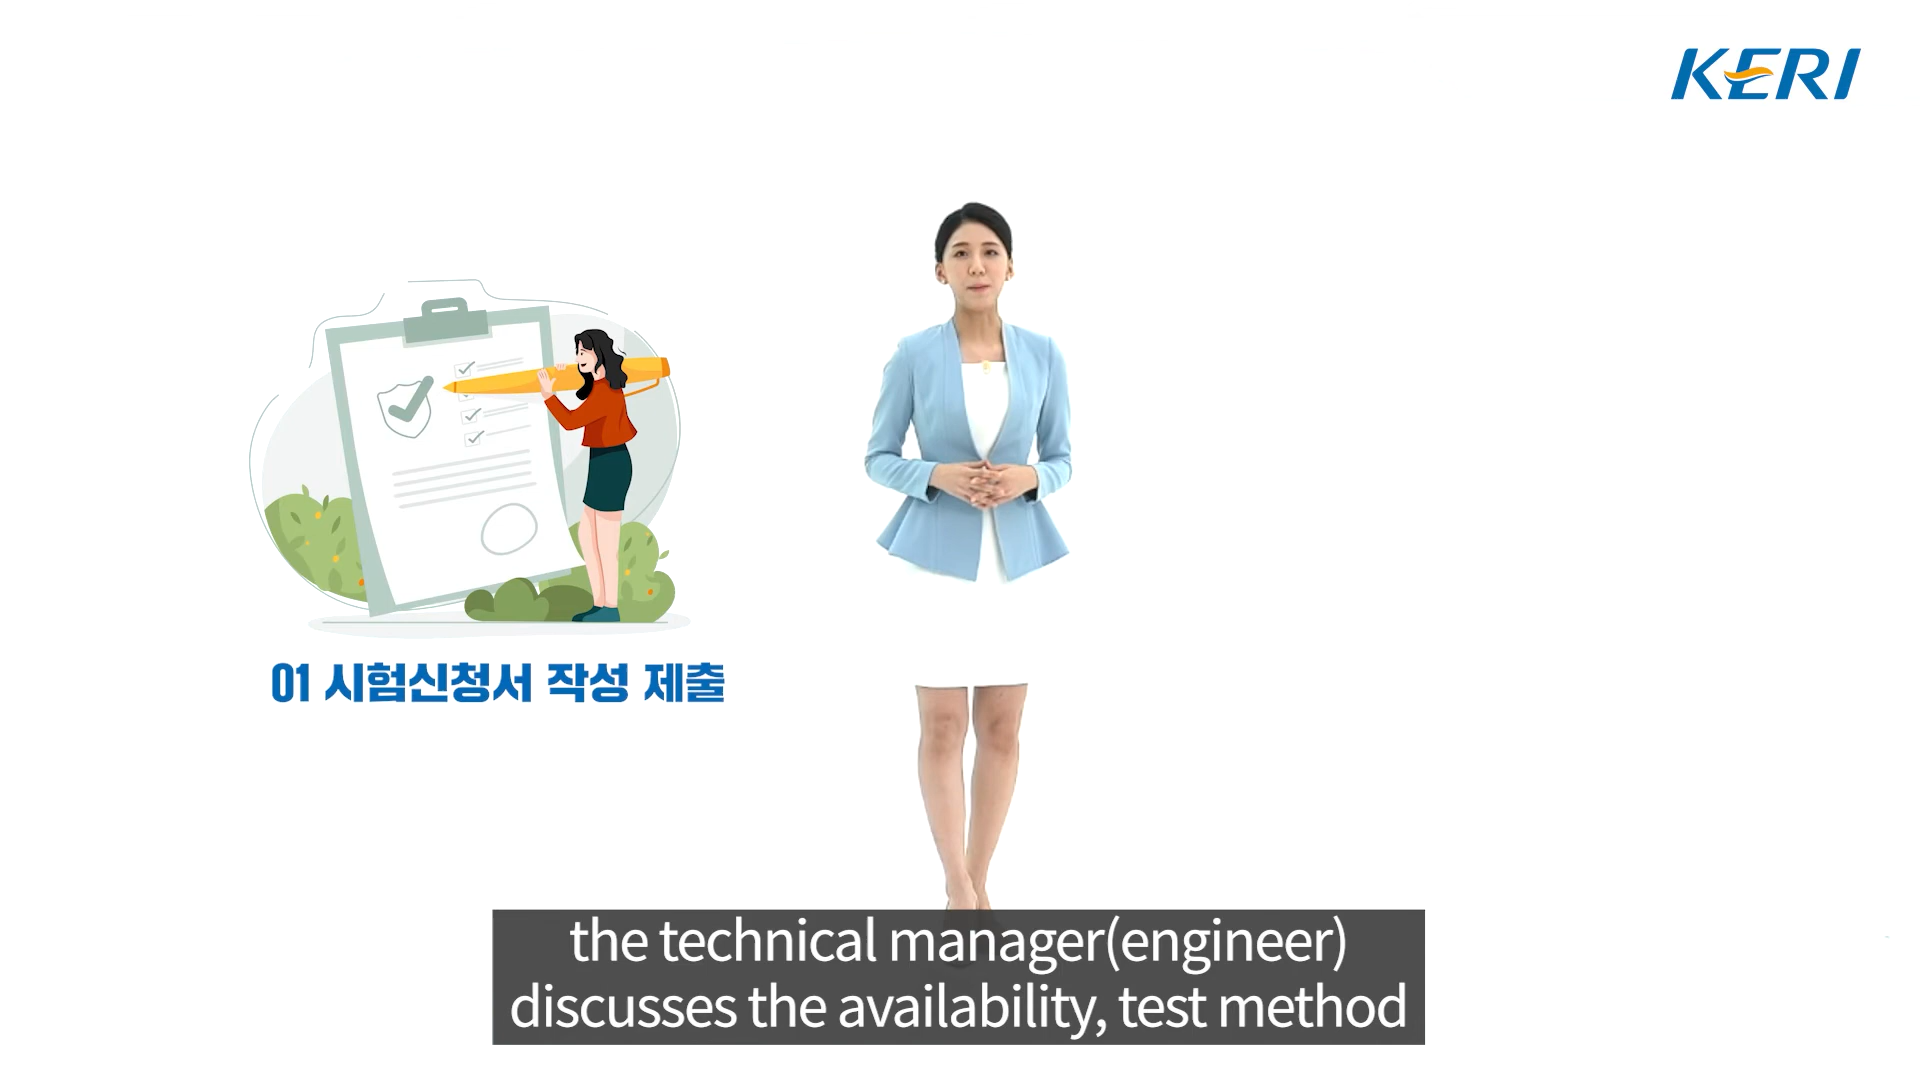 KERI
01 시험신청서 작성 제출
the technical manager(engineer)
discusses the availability, test method